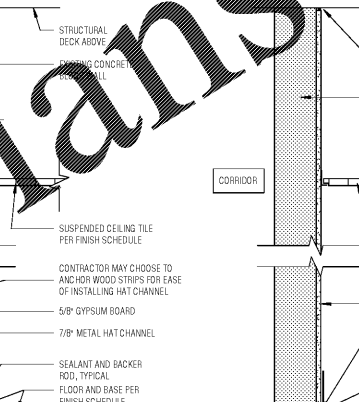 STRUCTURAL
DECK ABOVE
EXISTING CONCRETE
BLOCK WALL
CORRIDOR
SUSPENDED CEILING TILE
PER FINISH SCHEDULE
CONTRACTOR MAY CHOOSE TO
ANCHOR WOOD STRIPS FOR EASE
OF INSTALLING HAT CHANNEL
5/8" GYPSUM BOARD
7/8" METAL HAT CHANNEL
SEALANT AND BACKER
ROD, TYPICAL
FLOOR AND BASE PER
FINISH SCHEDULE